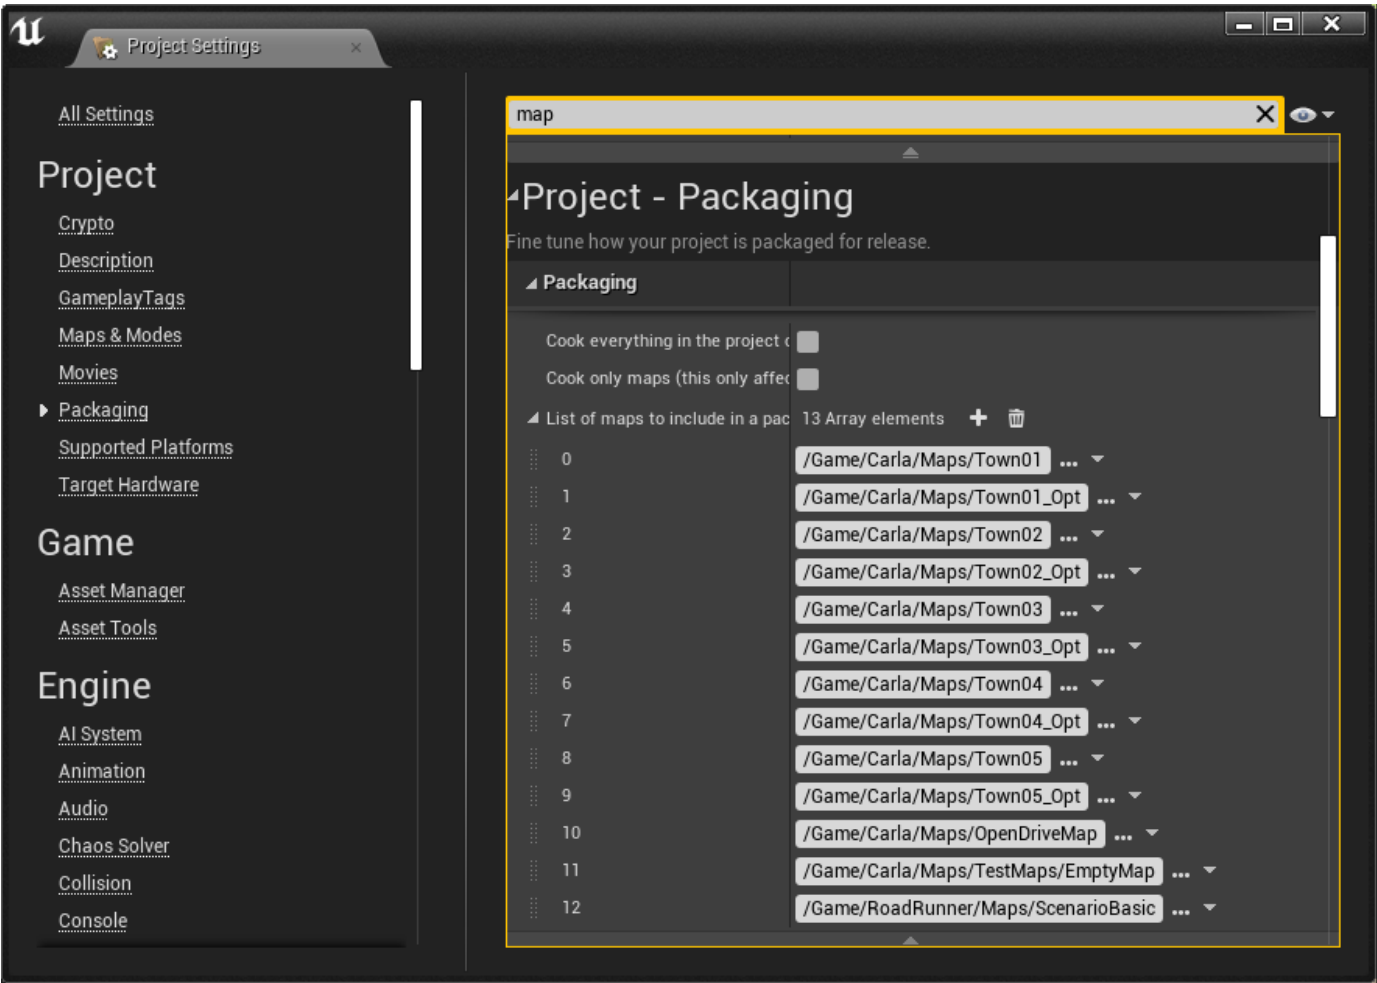 Project Settings
All Settings
Project
Crypto
Description
GameplayTags
Maps & Modes
Movies
Packaging
Supported Platforms
Target Hardware
Game
Asset Manager
Asset Tools
Engine
AI System
Animation
Audio
Chaos Solver
Collision
Console
map
Project - Packaging
Fine tune how your project is packaged for release.
Packaging
Cook everything in the project
Cook only maps (this only affec
List of maps to include in a pac 13 Array elements
0 /Game/Carla/Maps/Town01 ...
1 /Game/Carla/Maps/Town01_Opt ...
2 /Game/Carla/Maps/Town02 ...
3 /Game/Carla/Maps/Town02_Opt ...
4 /Game/Carla/Maps/Town03 ...
5 /Game/Carla/Maps/Town03_Opt ...
6 /Game/Carla/Maps/Town04 ...
7 /Game/Carla/Maps/Town04_Opt ...
8 /Game/Carla/Maps/Town05 ...
9 /Game/Carla/Maps/Town05_Opt ...
10 /Game/Carla/Maps/OpenDriveMap ...
11 /Game/Carla/Maps/TestMaps/EmptyMap ...
12 /Game/RoadRunner/Maps/ScenarioBasic ...